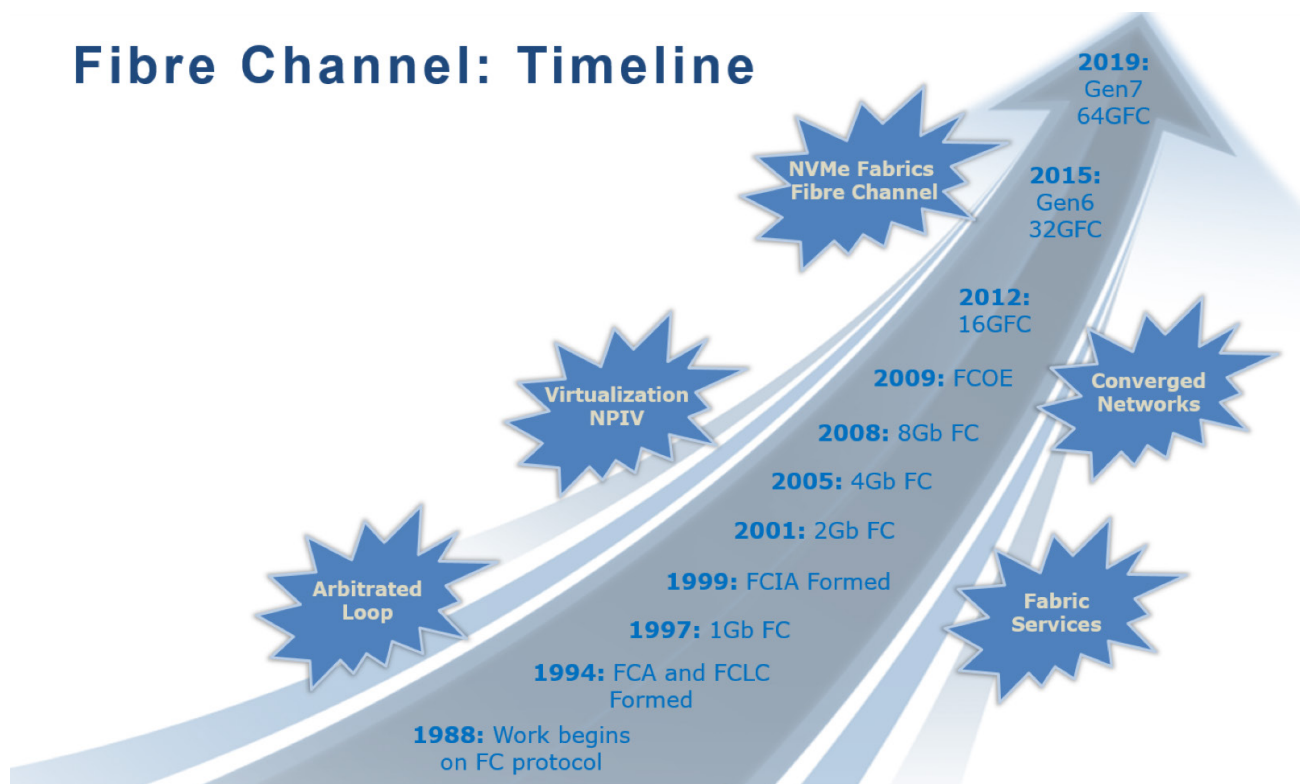 Fibre Channel: Timeline
2019:
Gen7
64GFC
NVMe Fabrics
Fibre Channel
2015:
Gen6
32GFC
2012:
16GFC
2009: FCOE
Converged
Networks
Virtualization
NPIV
2008: 8Gb FC
2005: 4Gb FC
2001: 2Gb FC
1999: FCIA Formed
Arbitrated
Loop
Fabric
Services
1997: 1Gb FC
1994: FCA and FCLC
Formed
1988: Work begins
on FC protocol